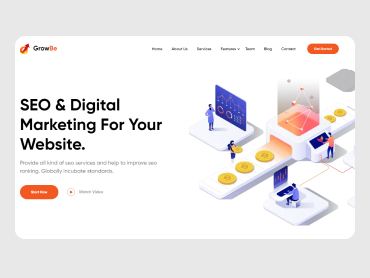 GrowBe
Home About Us Services Features Team Blog Contact Get Started
SEO & Digital
Marketing For Your
Website.
Provide all kind of seo services and help to improve seo
ranking. Globally incubate standards.
Start Now Watch Video